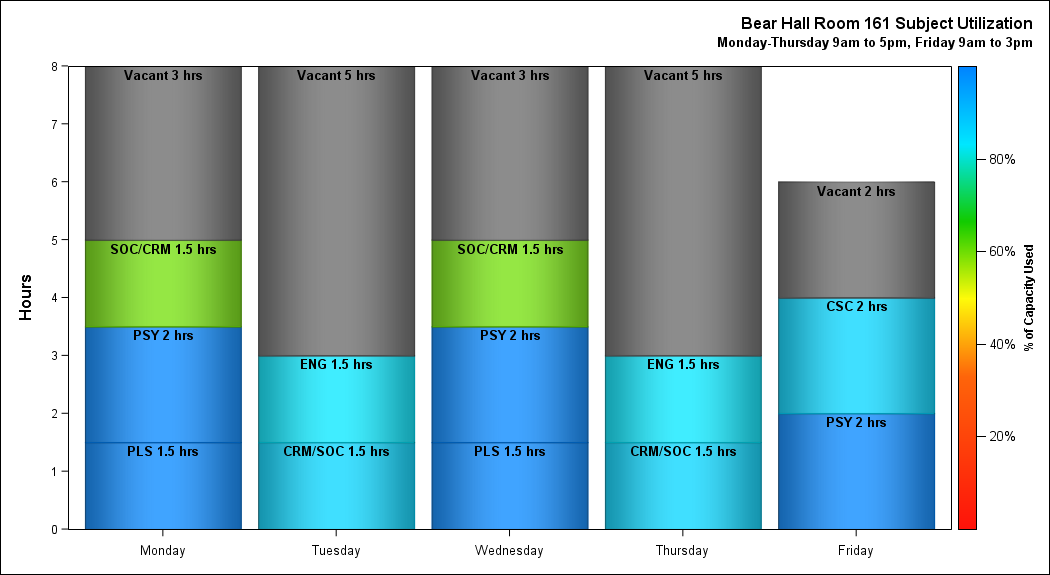 Bear Hall Room 161 Subject Utilization
Monday-Thursday 9am to 5pm, Friday 9am to 3pm
8
7
6
5
4
3
2
1
0
Hours
Vacant 3 hrs
SOC/CRM 1.5 hrs
PSY 2 hrs
PLS 1.5 hrs
Vacant 5 hrs
ENG 1.5 hrs
CRM/SOC 1.5 hrs
Vacant 3 hrs
SOC/CRM 1.5 hrs
PSY 2 hrs
PLS 1.5 hrs
Vacant 5 hrs
ENG 1.5 hrs
CRM/SOC 1.5 hrs
Vacant 2 hrs
CSC 2 hrs
PSY 2 hrs
Monday
Tuesday
Wednesday
Thursday
Friday
80%
60%
40%
20%
% of Capacity Used